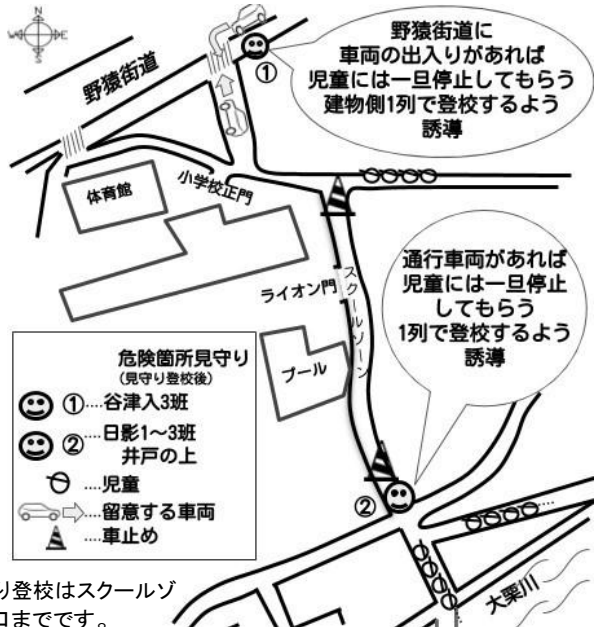 N
W
E
S
野猿街道
①
野猿街道に
車両の出入りがあれば
児童には一旦停止してもらう
建物側1列で登校するよう
誘導
体育館
小学校正門
ライオン門
スクールゾーン
プール
通行車両があれば
児童には一旦停止
してもらう
1列で登校するよう
誘導
危険箇所見守り
(見守り登校後)
①....谷津入3班
②....日影1〜3班
井戸の上
....児童
....留意する車両
....車止め
②
大栗川
り登校はスクールゾ
口までです。